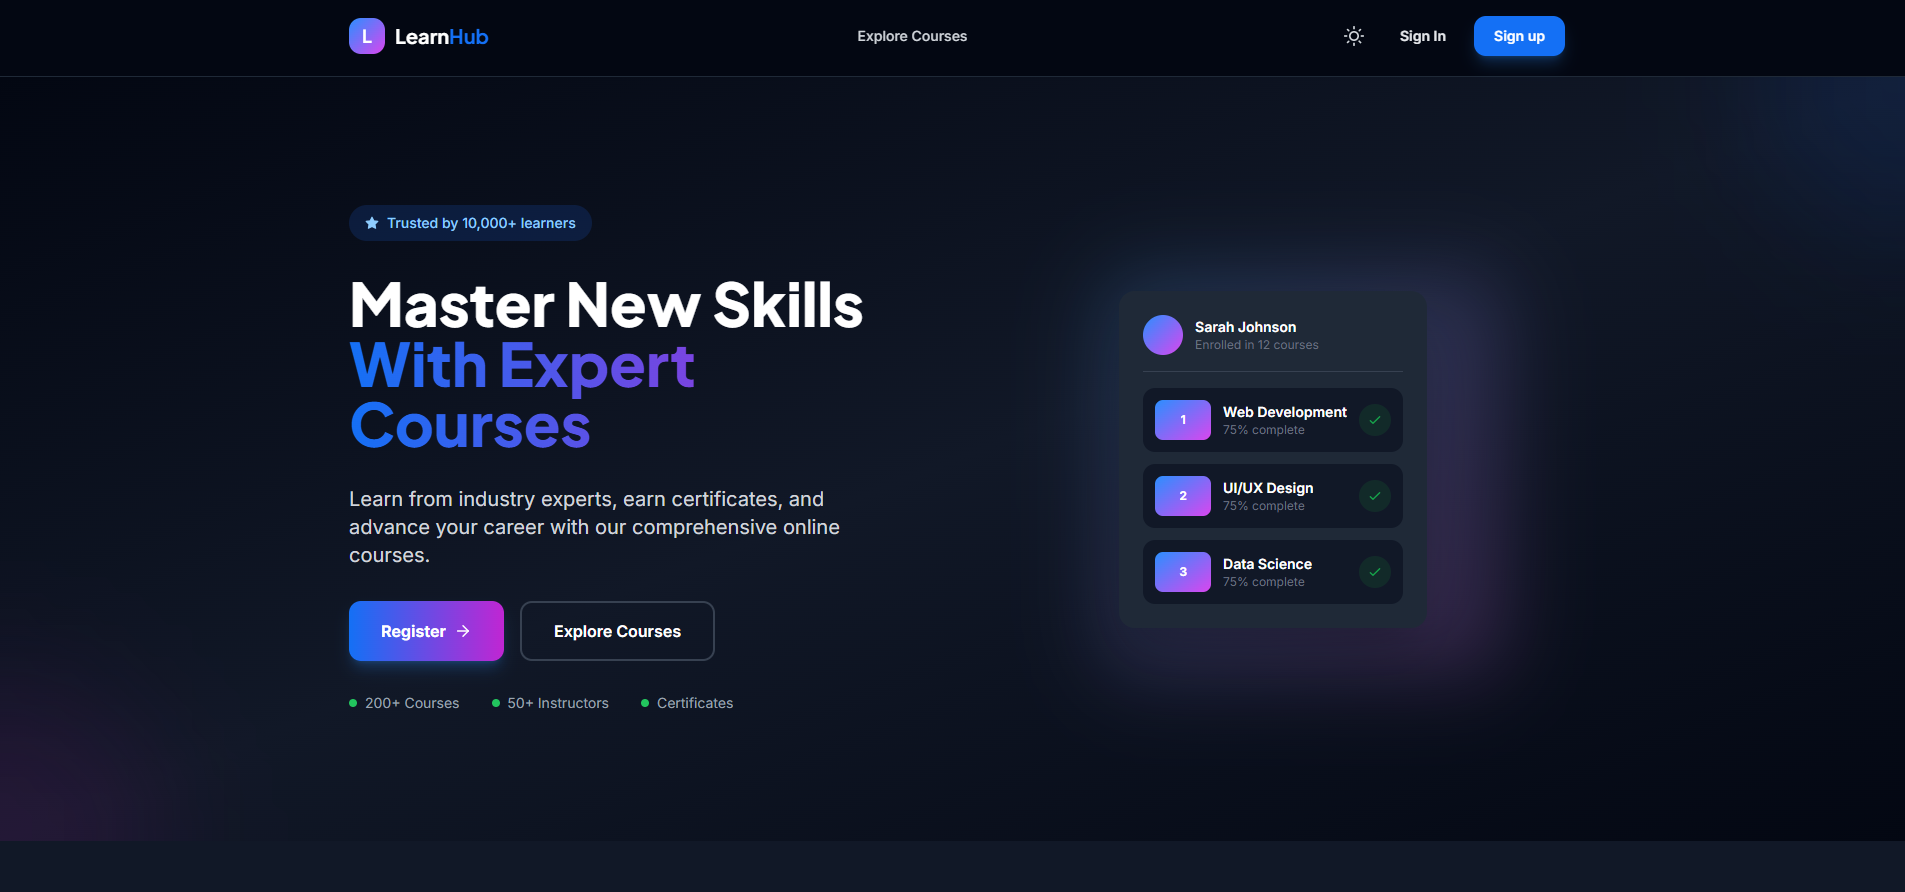 L LearnHub
Explore Courses
Sign In
Sign up
Trusted by 10,000+ learners
Master New Skills
With Expert
Courses
Learn from industry experts, earn certificates, and
advance your career with our comprehensive online
courses.
Register
Explore Courses
200+ Courses
50+ Instructors
Certificates
Sarah Johnson
Enrolled in 12 courses
1
Web Development
75% complete
2
UI/UX Design
75% complete
3
Data Science
75% complete